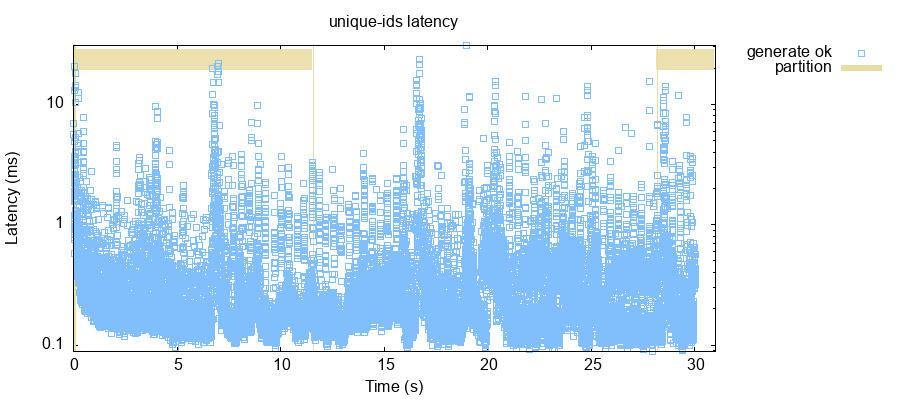 unique-ids latency
generate ok
partition
Latency (ms)
10
1
0.1
0
5
10
15
20
25
30
Time (s)